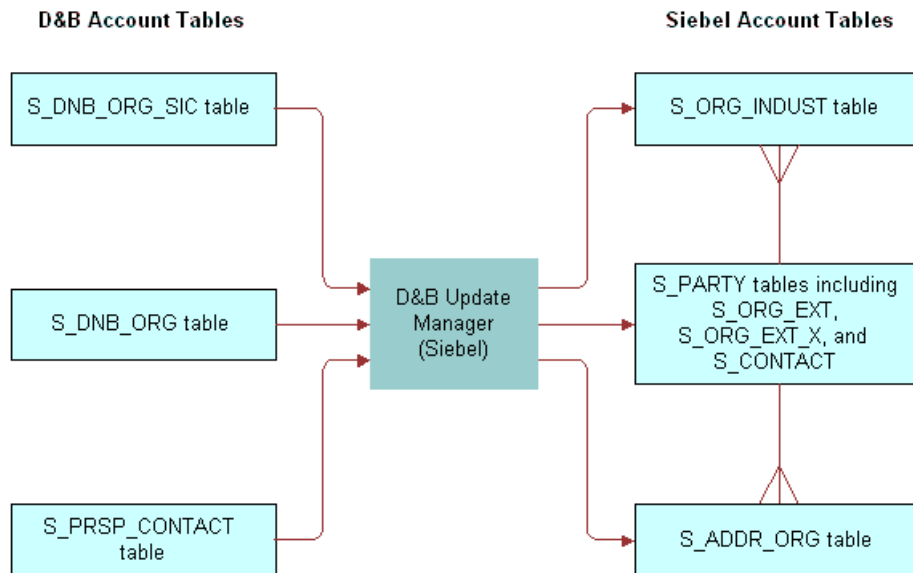 D&B Account Tables
Siebel Account Tables
S_DNB_ORG_SIC table
S_ORG_INDUST table
D&B Update
Manager
(Siebel)
S_DNB_ORG table
S_PARTY tables including
S_ORG_EXT,
S_ORG_EXT_X, and
S_CONTACT
S_PRSP_CONTACT
table
S_ADDR_ORG table